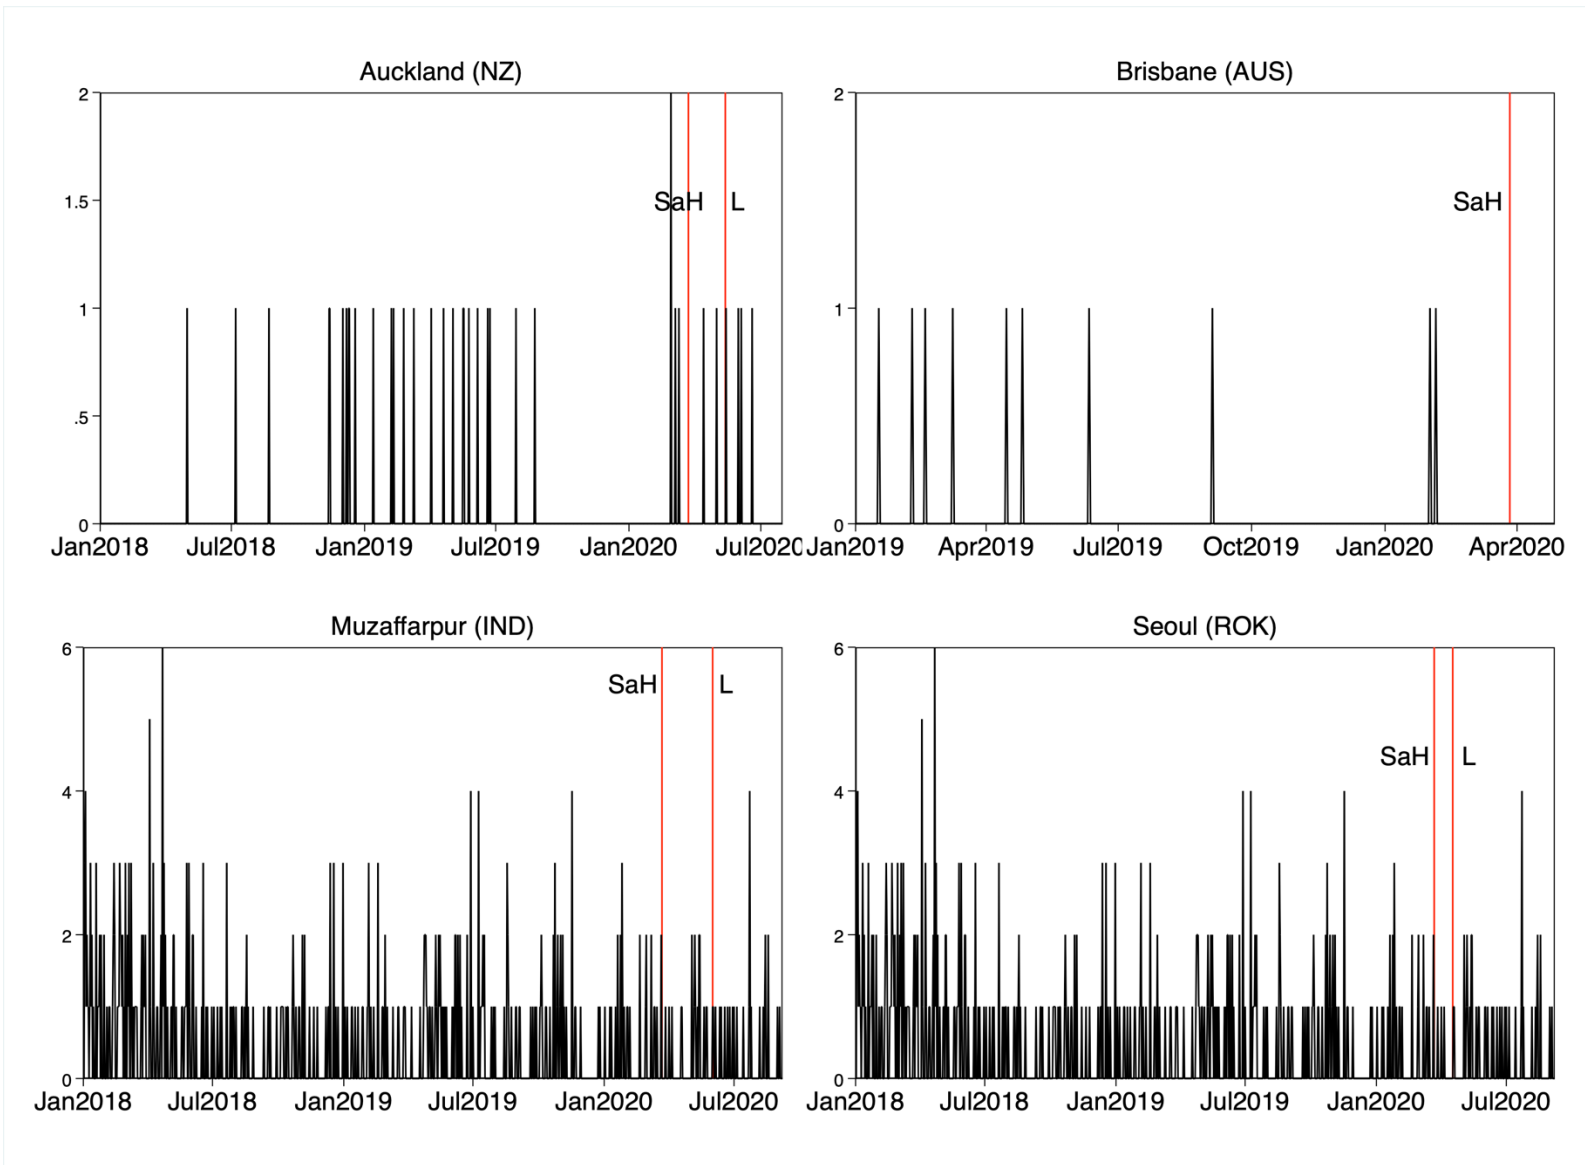 Auckland (NZ)
2
1.5
1
.5
0
SaH
L
Jan2018 Jul2018 Jan2019 Jul2019 Jan2020 Jul2020
Brisbane (AUS)
2
1
0
SaH
Jan2019 Apr2019 Jul2019 Oct2019 Jan2020 Apr2020
Muzaffarpur (IND)
6
4
2
0
SaH
L
Jan2018 Jul2018 Jan2019 Jul2019 Jan2020 Jul2020
Seoul (ROK)
6
4
2
0
SaH
L
Jan2018 Jul2018 Jan2019 Jul2019 Jan2020 Jul2020